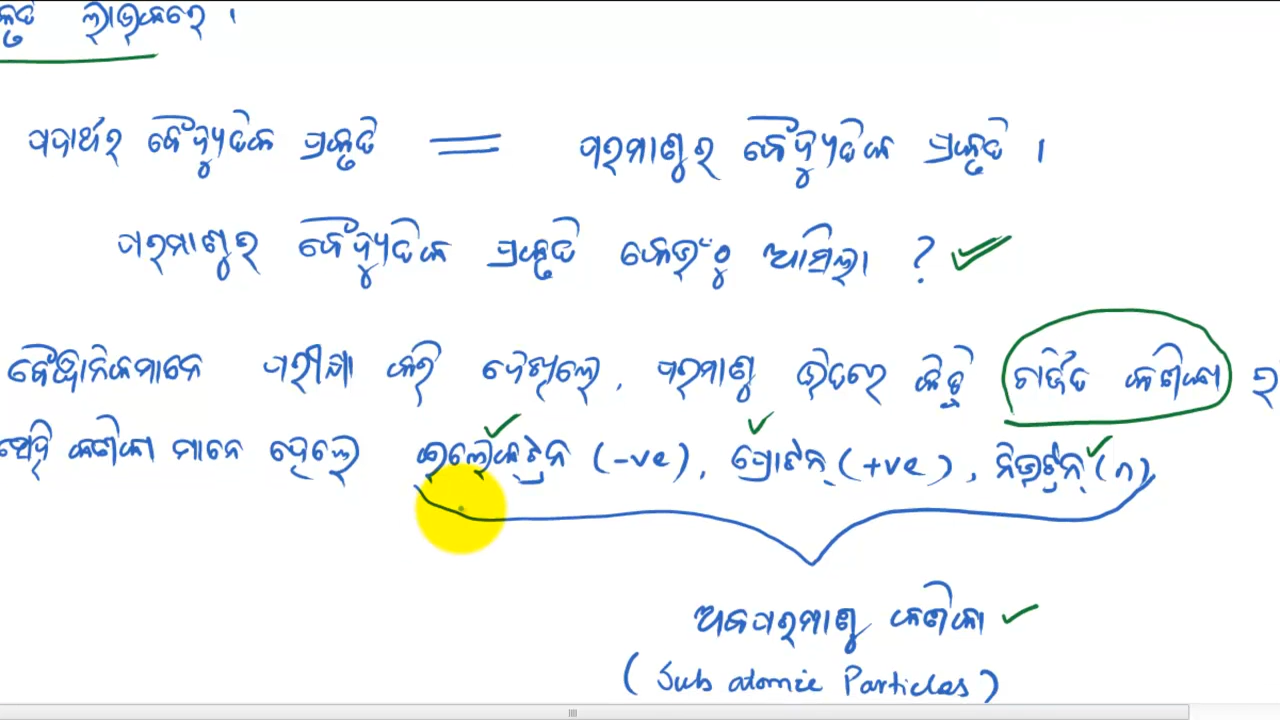 ଲାଭକରେ ।
ପଦାର୍ଥର ବୈଦ୍ୟୁତିକ ପ୍ରକୃତି = ପରମାଣୁର ବୈଦ୍ୟୁତିକ ପ୍ରକୃତି ।
ପରମାଣୁର ବୈଦ୍ୟୁତିକ ପ୍ରକୃତି କେଉଁଠୁ ଆସିଲା ?
ବୈଜ୍ଞାନିକମାନେ ପରୀକ୍ଷା କରି ଦେଖିଲେ, ପରମାଣୁ ଭିତରେ କିଛି ଚାର୍ଜିତ କଣିକା ର
ସେହି କଣିକା ମାନେ ହେଲେ ଇଲେକ୍ଟ୍ରନ (-ve), ପ୍ରୋଟନ୍ (+ve), ନିଉଟ୍ରନ୍ (n)
ଅବପରମାଣୁ କଣିକା
(Sub atomic Particles)